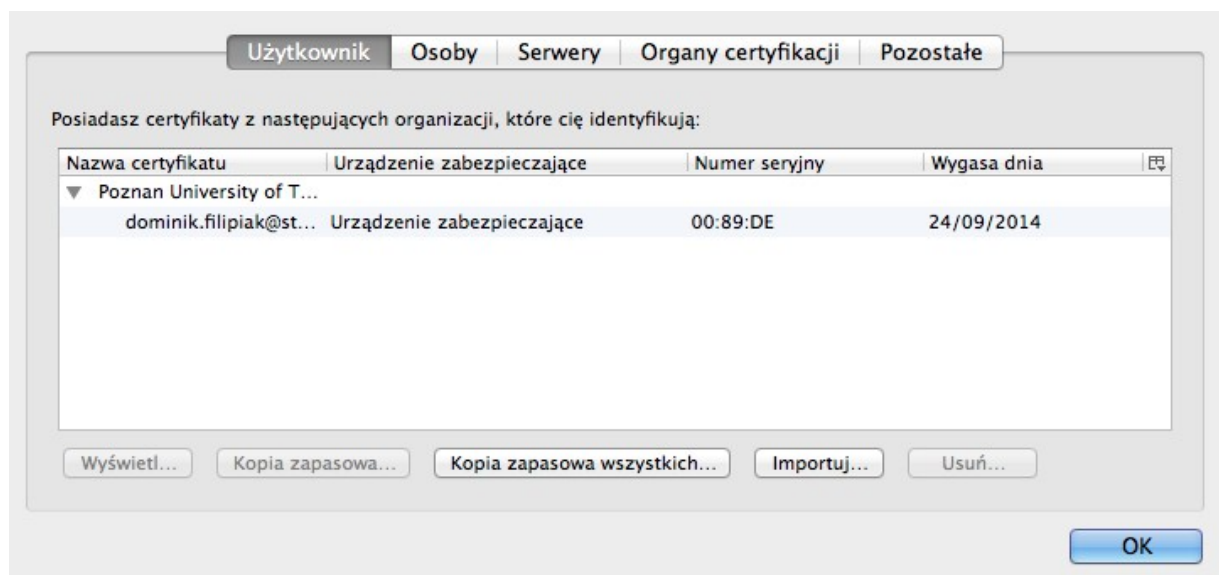 Użytkownik Osoby Serwery Organy certyfikacji Pozostałe
Posiadasz certyfikaty z następujących organizacji, które cię identyfikują:
Nazwa certyfikatu Urządzenie zabezpieczające Numer seryjny Wygasa dnia
Poznan University of T...
dominik.filipiak@st... Urządzenie zabezpieczające 00:89:DE 24/09/2014
Wyświetl... Kopia zapasowa... Kopia zapasowa wszystkich... Importuj... Usuń...
OK